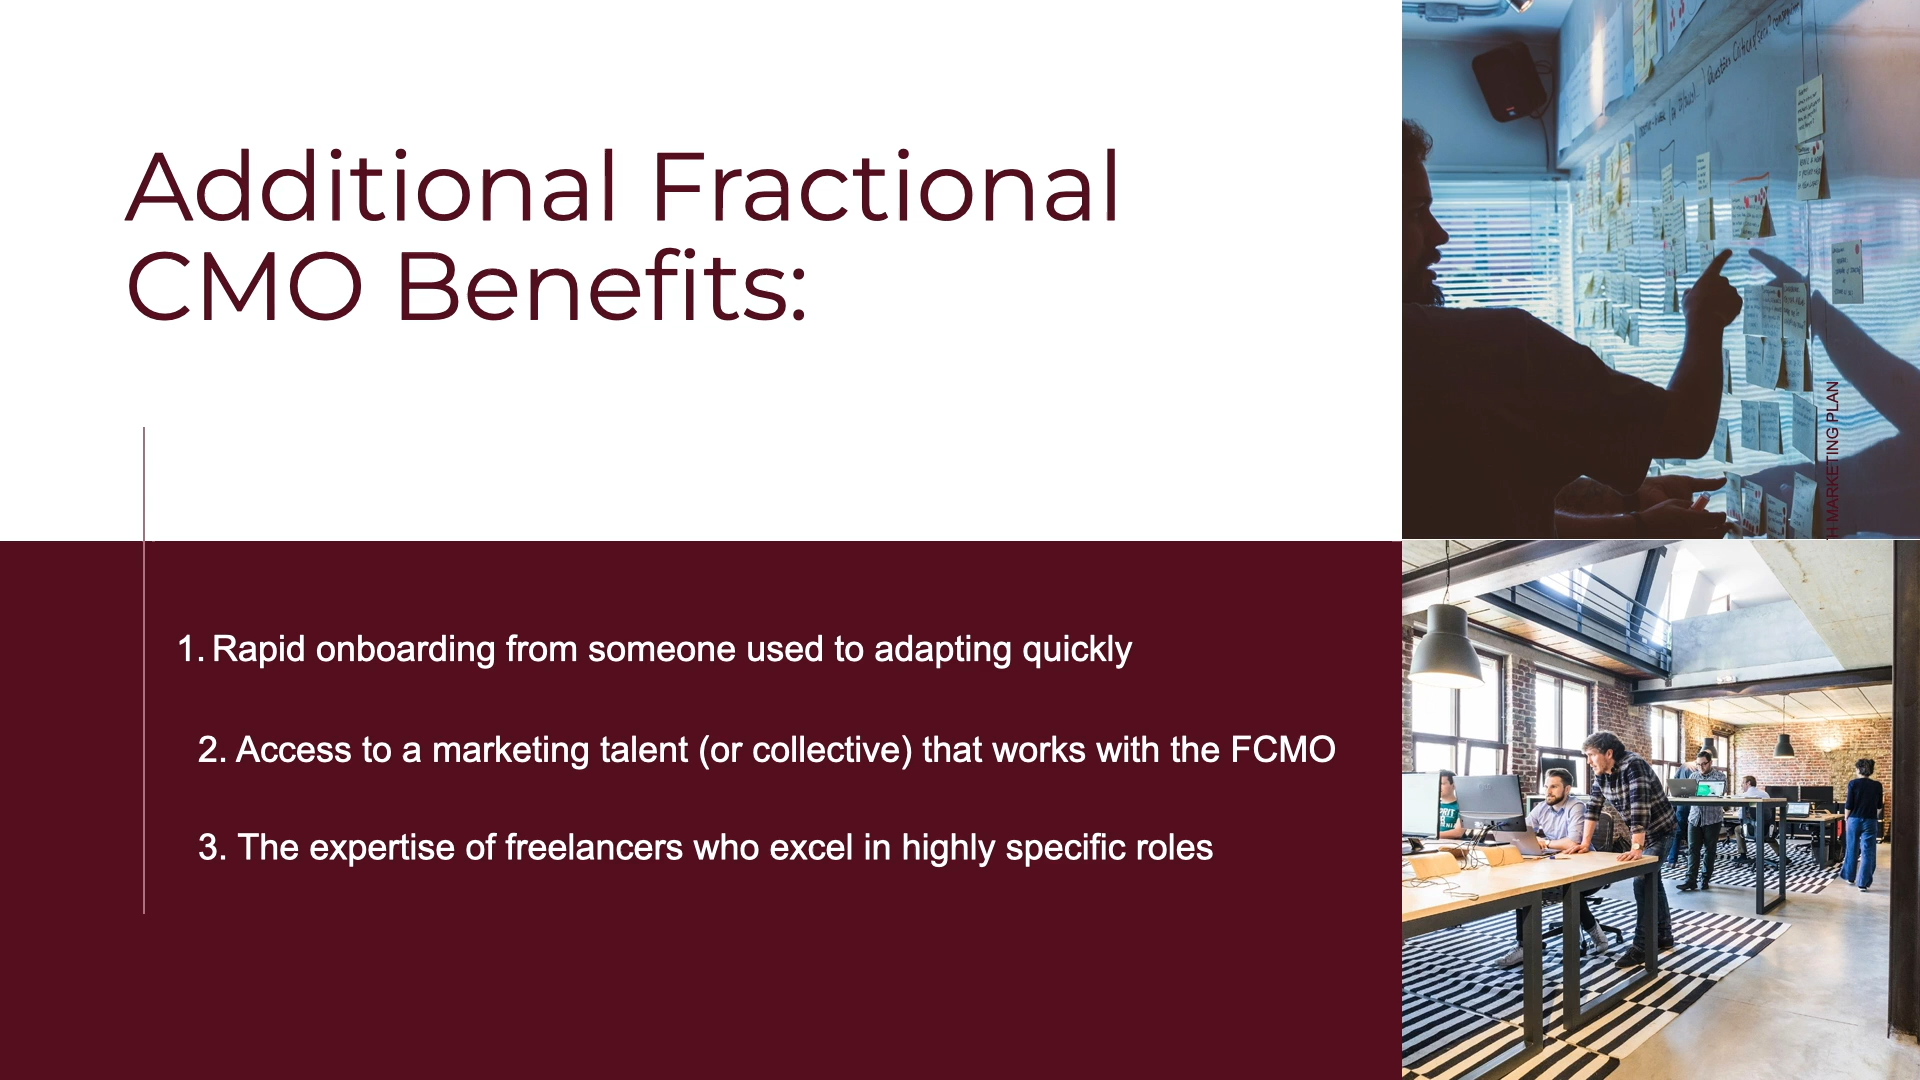 Additional Fractional
CMO Benefits:
1. Rapid onboarding from someone used to adapting quickly
2. Access to a marketing talent (or collective) that works with the FCMO
3. The expertise of freelancers who excel in highly specific roles
MARKETING PLAN